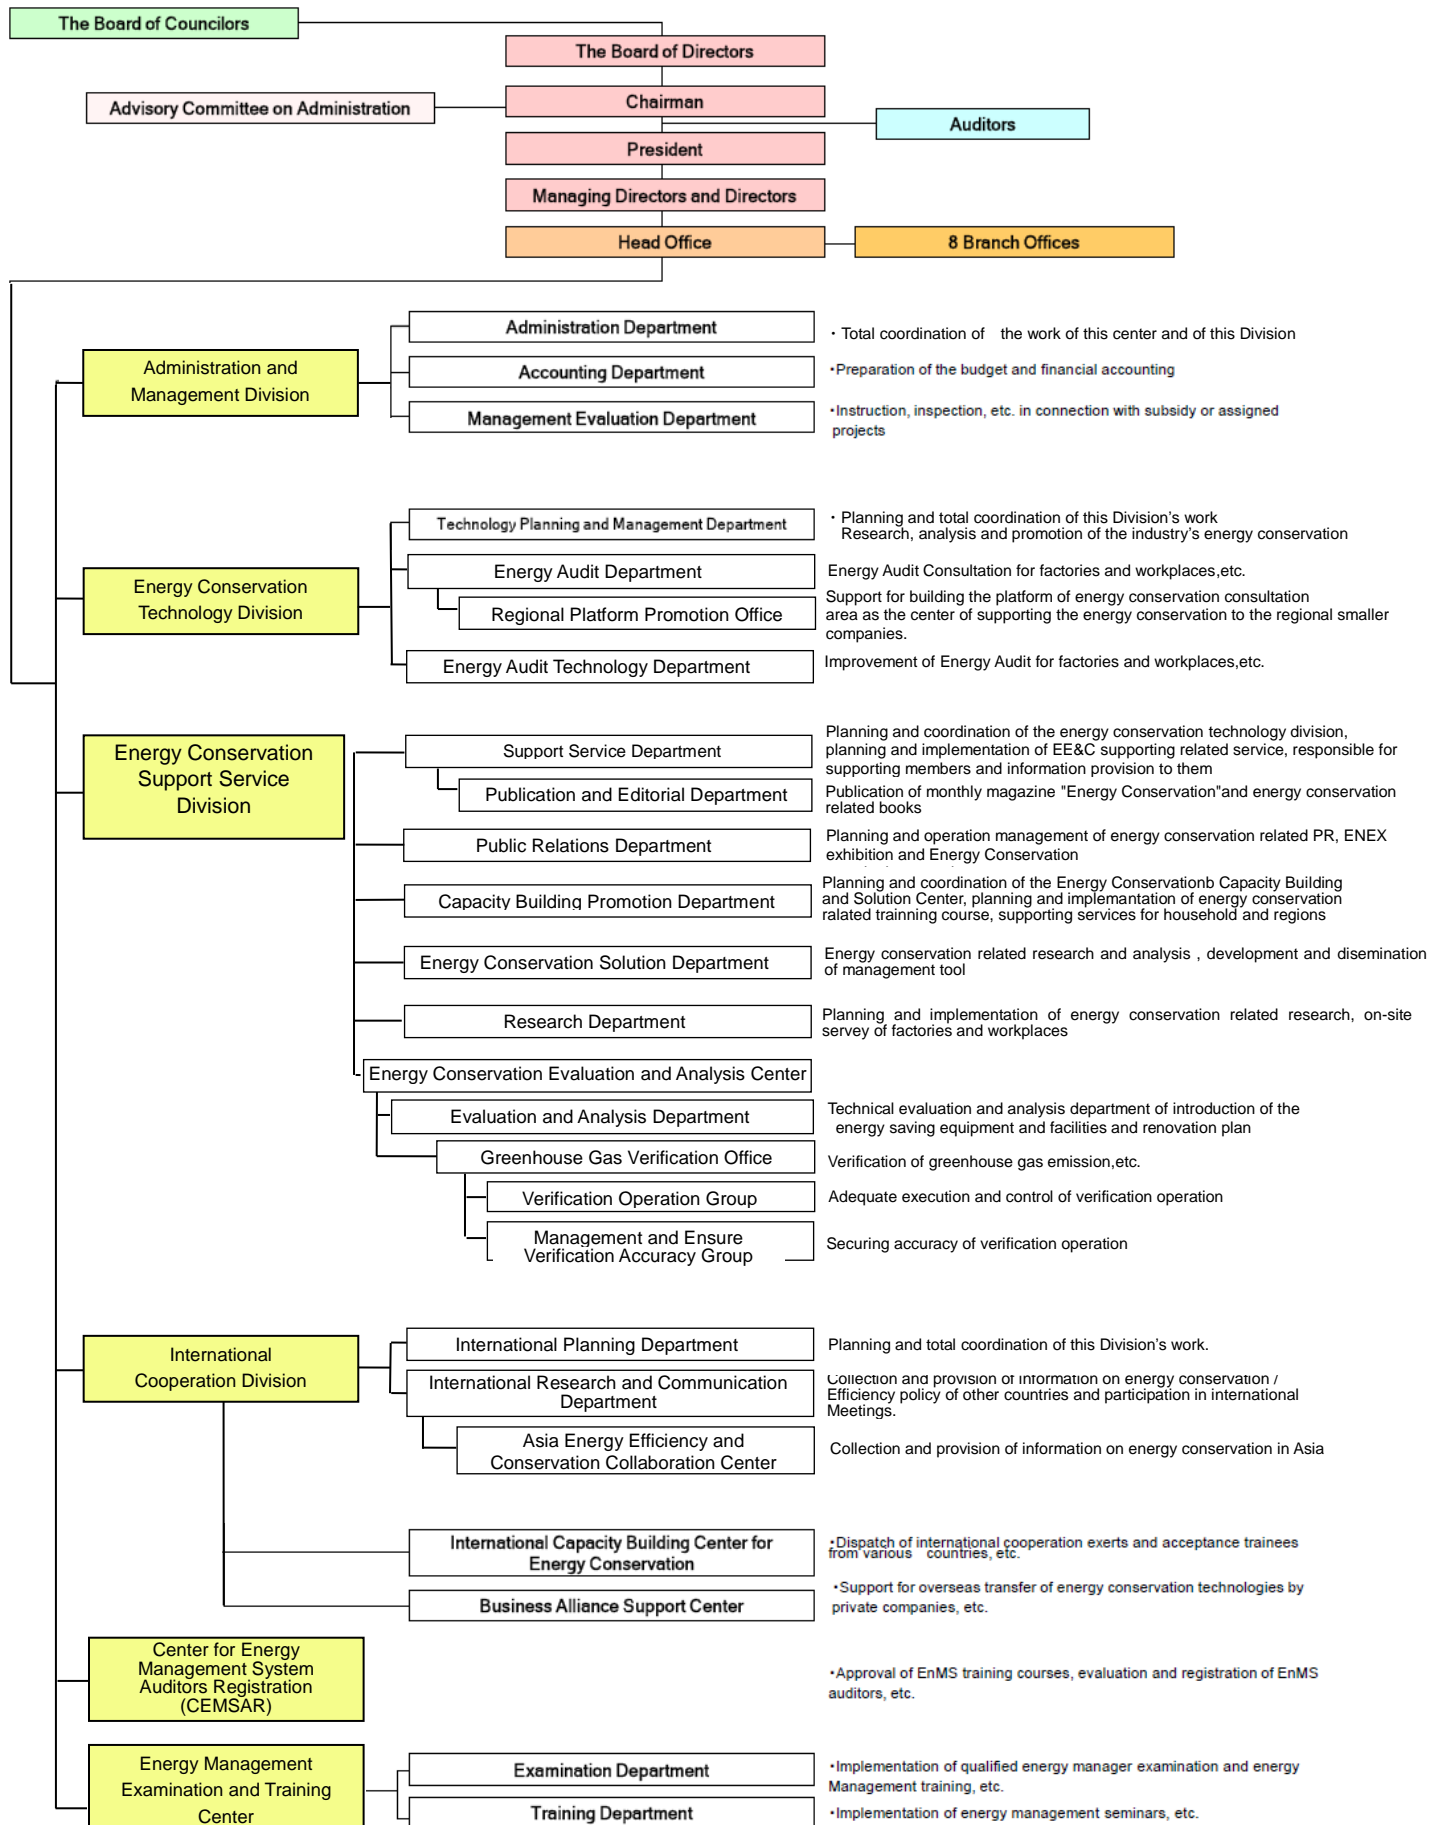 The Board of Councilors
The Board of Directors
Advisory Committee on Administration
Chairman
Auditors
President
Managing Directors and Directors
Head Office
8 Branch Offices
Administration and
Management Division
Administration Department
・Total coordination of the work of this center and of this Division
Accounting Department
・Preparation of the budget and financial accounting
Management Evaluation Department
・Instruction, inspection, etc. in connection with subsidy or assigned
projects
Energy Conservation
Technology Division
Technology Planning and Management Department
・Planning and total coordination of this Division's work
Research, analysis and promotion of the industry's energy conservation
Energy Audit Department
Energy Audit Consultation for factories and workplaces,etc.
Regional Platform Promotion Office
Support for building the platform of energy conservation consultation
area as the center of supporting the energy conservation to the regional smaller
companies.
Energy Audit Technology Department
Improvement of Energy Audit for factories and workplaces,etc.
Energy Conservation
Support Service
Division
Support Service Department
Planning and coordination of the energy conservation technology division,
planning and implementation of EE&C supporting related service, responsible for
supporting members and information provision to them
Publication and Editorial Department
Publication of monthly magazine "Energy Conservation"and energy conservation
related books
Public Relations Department
Planning and operation management of energy conservation related PR, ENEX
exhibition and Energy Conservation
Capacity Building Promotion Department
Planning and coordination of the Energy Conservationb Capacity Building
and Solution Center, planning and implemantation of energy conservation
ralated trainning course, supporting services for household and regions
Energy Conservation Solution Department
Energy conservation related research and analysis , development and disemination
of management tool
Research Department
Planning and implementation of energy conservation related research, on-site
servey of factories and workplaces
Energy Conservation Evaluation and Analysis Center
Evaluation and Analysis Department
Technical evaluation and analysis department of introduction of the
energy saving equipment and facilities and renovation plan
Greenhouse Gas Verification Office
Verification of greenhouse gas emission,etc.
Verification Operation Group
Adequate execution and control of verification operation
Management and Ensure
Verification Accuracy Group
Securing accuracy of verification operation
International
Cooperation Division
International Planning Department
Planning and total coordination of this Division's work.
International Research and Communication
Department
Collection and provision of information on energy conservation /
Efficiency policy of other countries and participation in international
Meetings.
Asia Energy Efficiency and
Conservation Collaboration Center
Collection and provision of information on energy conservation in Asia
International Capacity Building Center for
Energy Conservation
・Dispatch of international cooperation exerts and acceptance trainees
from various countries, etc.
Business Alliance Support Center
・Support for overseas transfer of energy conservation technologies by
private companies, etc.
Center for Energy
Management System
Auditors Registration
(CEMSAR)
・Approval of EnMS training courses, evaluation and registration of EnMS
auditors, etc.
Energy Management
Examination and Training
Center
Examination Department
・Implementation of qualified energy manager examination and energy
Management training, etc.
Training Department
・Implementation of energy management seminars, etc.